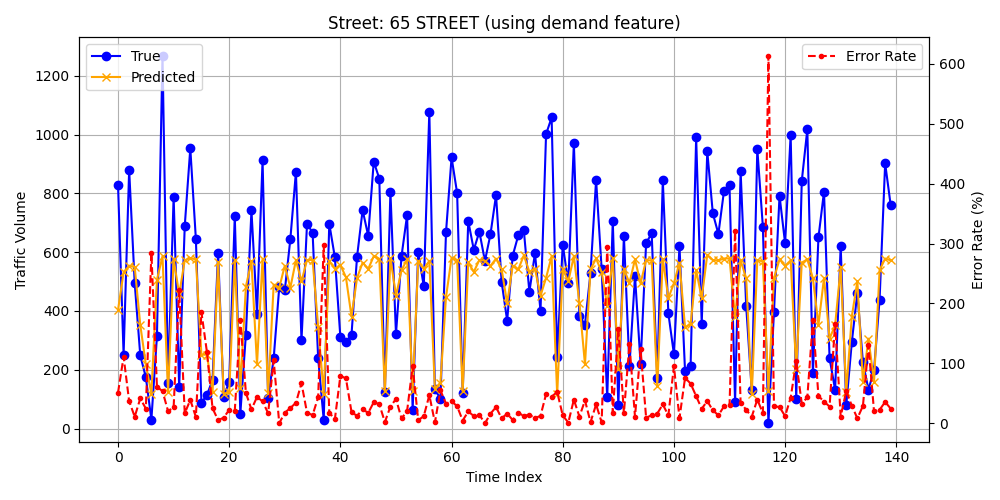 Street: 65 STREET (using demand feature)
True
Predicted
Error Rate
Traffic Volume
1200
1000
800
600
400
200
0
600
500
400
300
200
100
0
Error Rate (%)
0 20 40 60 80 100 120 140
Time Index